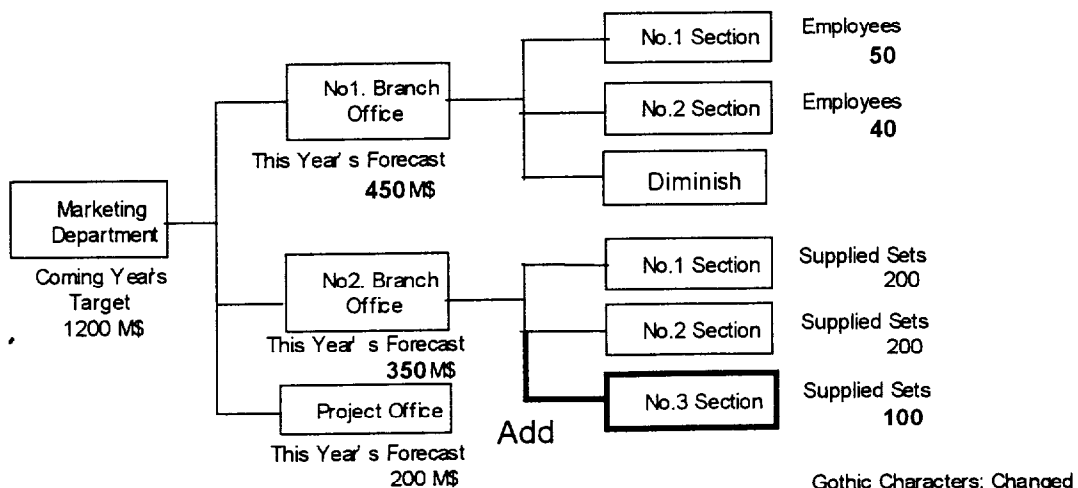 Marketing
Department
Coming Year's
Target
1200 M$
No1. Branch
Office
This Year' s Forecast
450 M$
No.1 Section
Employees
50
No.2 Section
Employees
40
Diminish
No2. Branch
Office
This Year' s Forecast
350 M$
No.1 Section
Supplied Sets
200
No.2 Section
Supplied Sets
200
Add
No.3 Section
Supplied Sets
100
Project Office
This Year' s Forecast
200 M$
Gothic Characters: Changed